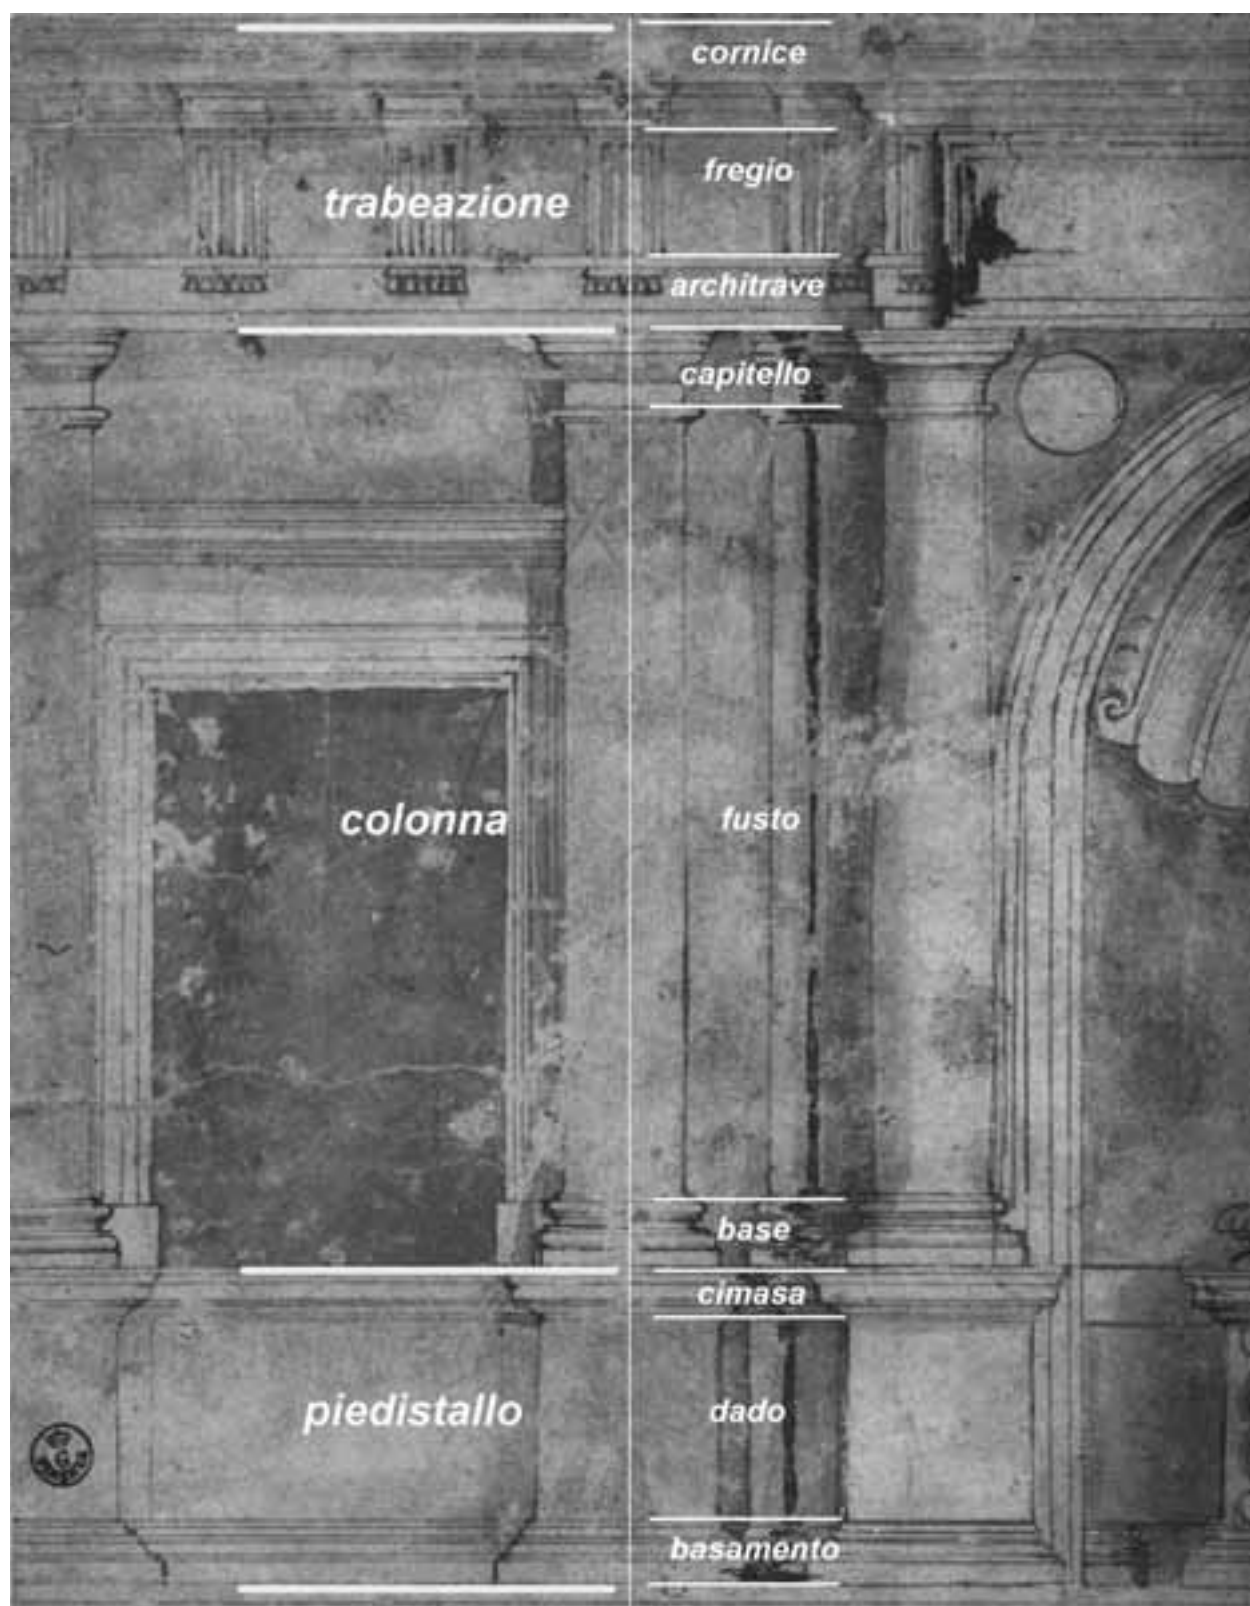 cornice
fregio
trabeazione
architrave
capitello
colonna
fusto
base
cimasa
piedistallo
dado
basamento